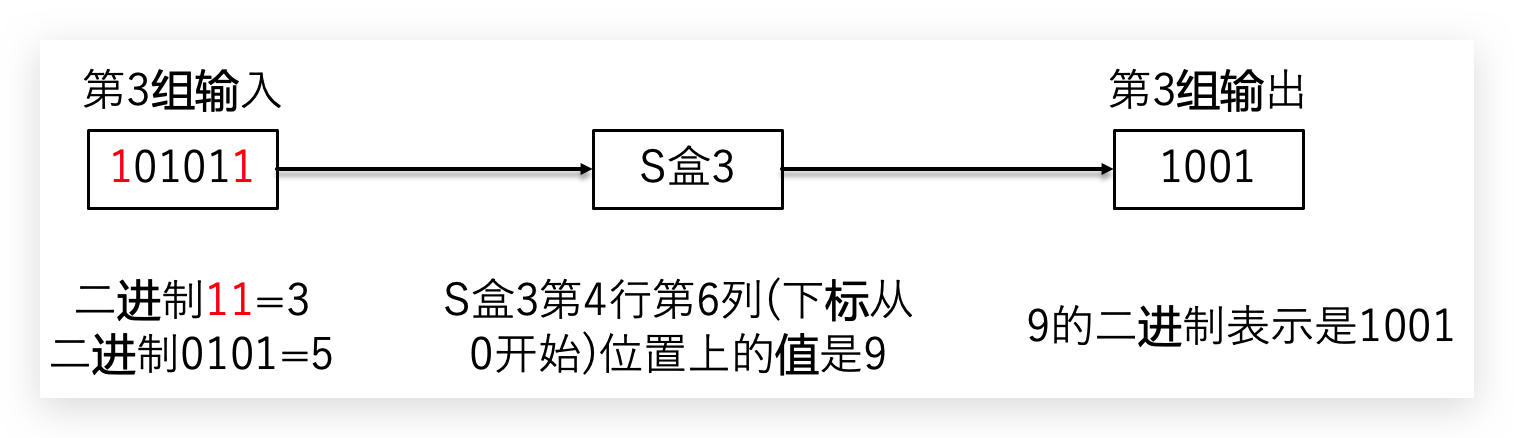 第3组输入
第3组输出
101011
S盒3
1001
二进制11=3
二进制0101=5
S盒3第4行第6列(下标从
0开始)位置上的值是9
9的二进制表示是1001